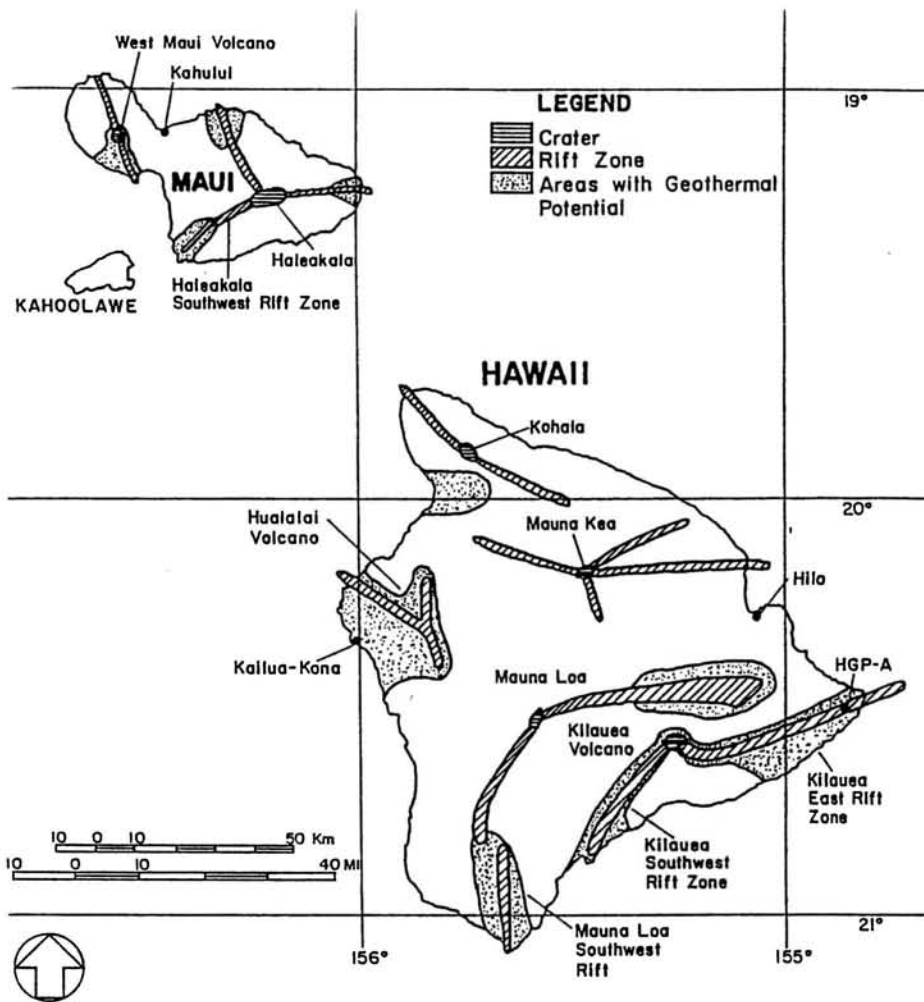 West Maui Volcano
Kahului
19°
LEGEND
Crater
Rift Zone
Areas with Geothermal
Potential
MAUI
Haleakala
Haleakala
Southwest Rift Zone
KAHOOLAWE
HAWAII
Kohala
20°
Hualalai
Volcano
Mauna Kea
Hilo
Kailua-Kona
Mauna Loa
HGP-A
Kilauea
Volcano
Kilauea
East Rift
Zone
10 0 10 50 Km
10 0 10 40 MI
Kilauea
Southwest
Rift Zone
Mauna Loa
Southwest
Rift
21°
156°
155°